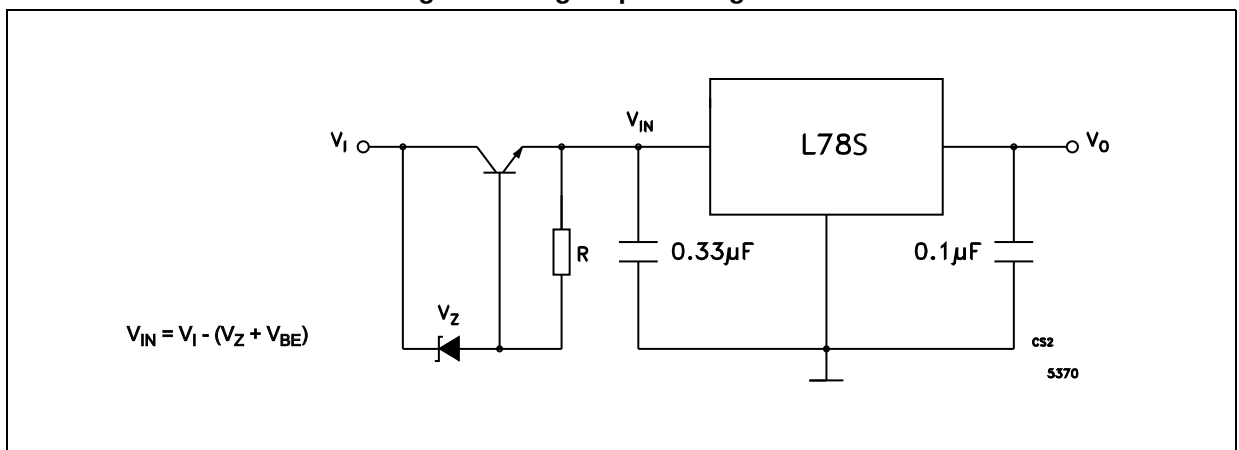 V_I
V_IN
L78S
V_O
R
0.33µF
0.1µF
V_Z
V_IN = V_I - (V_Z + V_BE)
CS2
5370